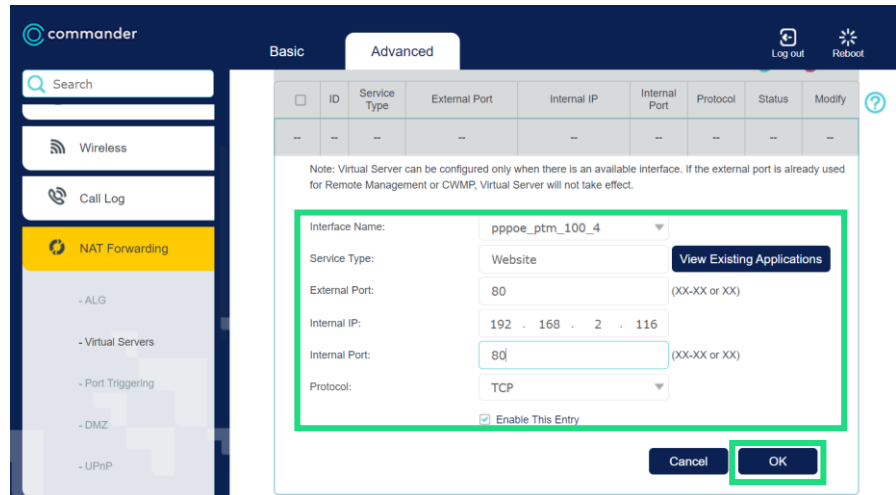 commander
Basic
Advanced
Log out
Reboot
Search
Wireless
Call Log
NAT Forwarding
- ALG
- Virtual Servers
- Port Triggering
- DMZ
- UPnP
ID Service Type External Port Internal IP Internal Port Protocol Status Modify
-- -- -- -- -- -- -- -- --
Note: Virtual Server can be configured only when there is an available interface. If the external port is already used
for Remote Management or CWMP, Virtual Server will not take effect.
Interface Name: pppoe_ptm_100_4
Service Type: Website View Existing Applications
External Port: 80 (XX-XX or XX)
Internal IP: 192 . 168 . 2 . 116
Internal Port: 80 (XX-XX or XX)
Protocol: TCP
Enable This Entry
Cancel OK